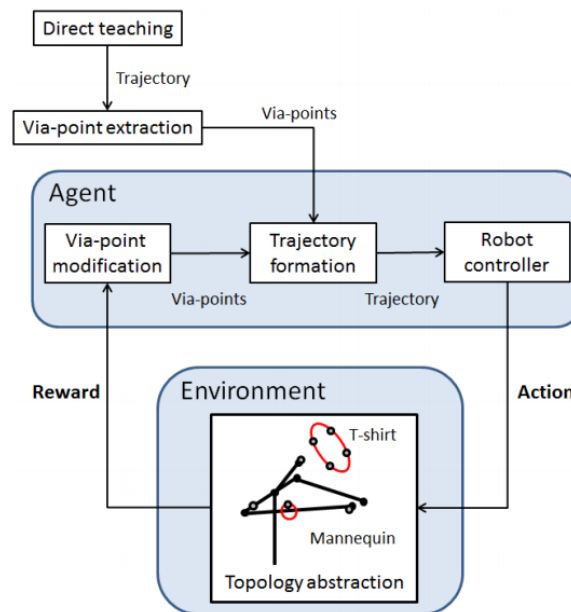 Direct teaching
Trajectory
Via-point extraction
Via-points
Agent
Via-point
modification
Trajectory
formation
Robot
controller
Via-points
Trajectory
Reward
Environment
Action
T-shirt
Mannequin
Topology abstraction